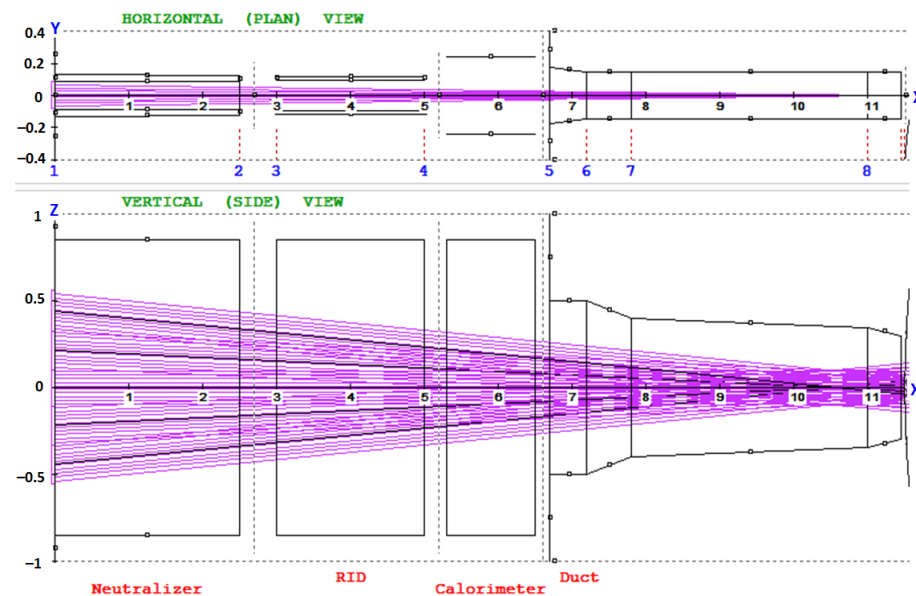 HORIZONTAL (PLAN) VIEW
Y
0.4
0.2
0
−0.2
−0.4
1 2 3 4 5 6 7 8 9 10 11
X
1 2 3 4 5 6 7 8
VERTICAL (SIDE) VIEW
Z
1
0.5
0
−0.5
−1
1 2 3 4 5 6 7 8 9 10 11
X
Neutralizer RID Calorimeter Duct